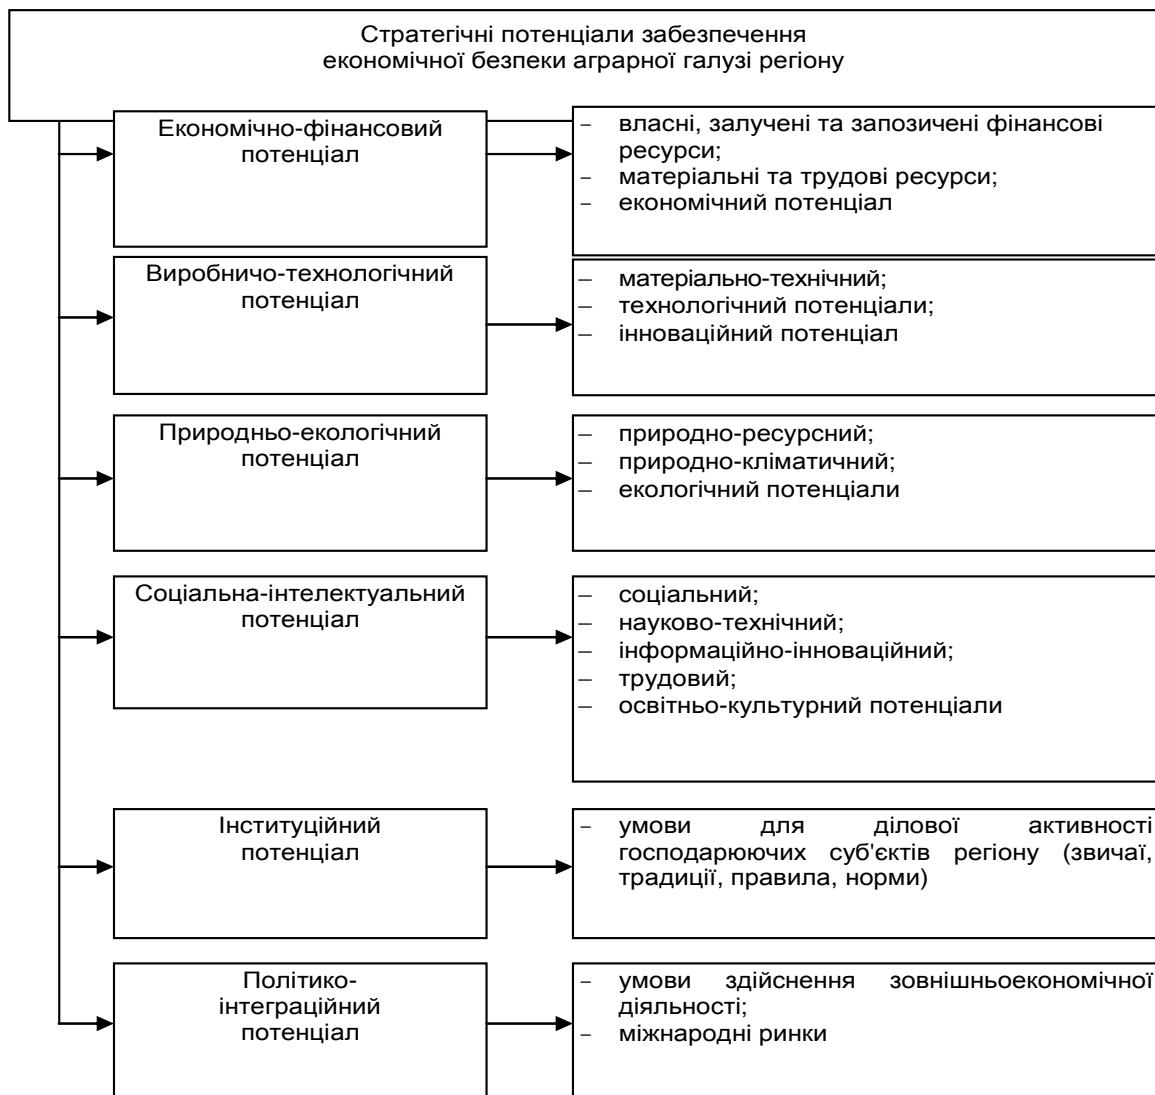 Стратегічні потенціали забезпечення
економічної безпеки аграрної галузі регіону
Економічно-фінансовий
потенціал
– власні, залучені та запозичені фінансові
ресурси;
– матеріальні та трудові ресурси;
– економічний потенціал
Виробничо-технологічний
потенціал
– матеріально-технічний;
– технологічний потенціали;
– інноваційний потенціал
Природньо-екологічний
потенціал
– природно-ресурсний;
– природно-кліматичний;
– екологічний потенціали
Соціальна-інтелектуальний
потенціал
– соціальний;
– науково-технічний;
– інформаційно-інноваційний;
– трудовий;
– освітньо-культурний потенціали
Інституційний
потенціал
– умови для ділової активності
господарюючих суб'єктів регіону (звичаї,
традиції, правила, норми)
Політико-
інтеграційний
потенціал
– умови здійснення зовнішньоекономічної
діяльності;
– міжнародні ринки